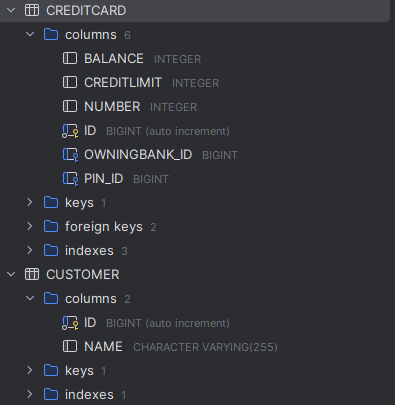 CREDITCARD
columns 6
BALANCE INTEGER
CREDITLIMIT INTEGER
NUMBER INTEGER
ID BIGINT (auto increment)
OWNINGBANK_ID BIGINT
PIN_ID BIGINT
keys 1
foreign keys 2
indexes 3
CUSTOMER
columns 2
ID BIGINT (auto increment)
NAME CHARACTER VARYING(255)
keys 1
indexes 1